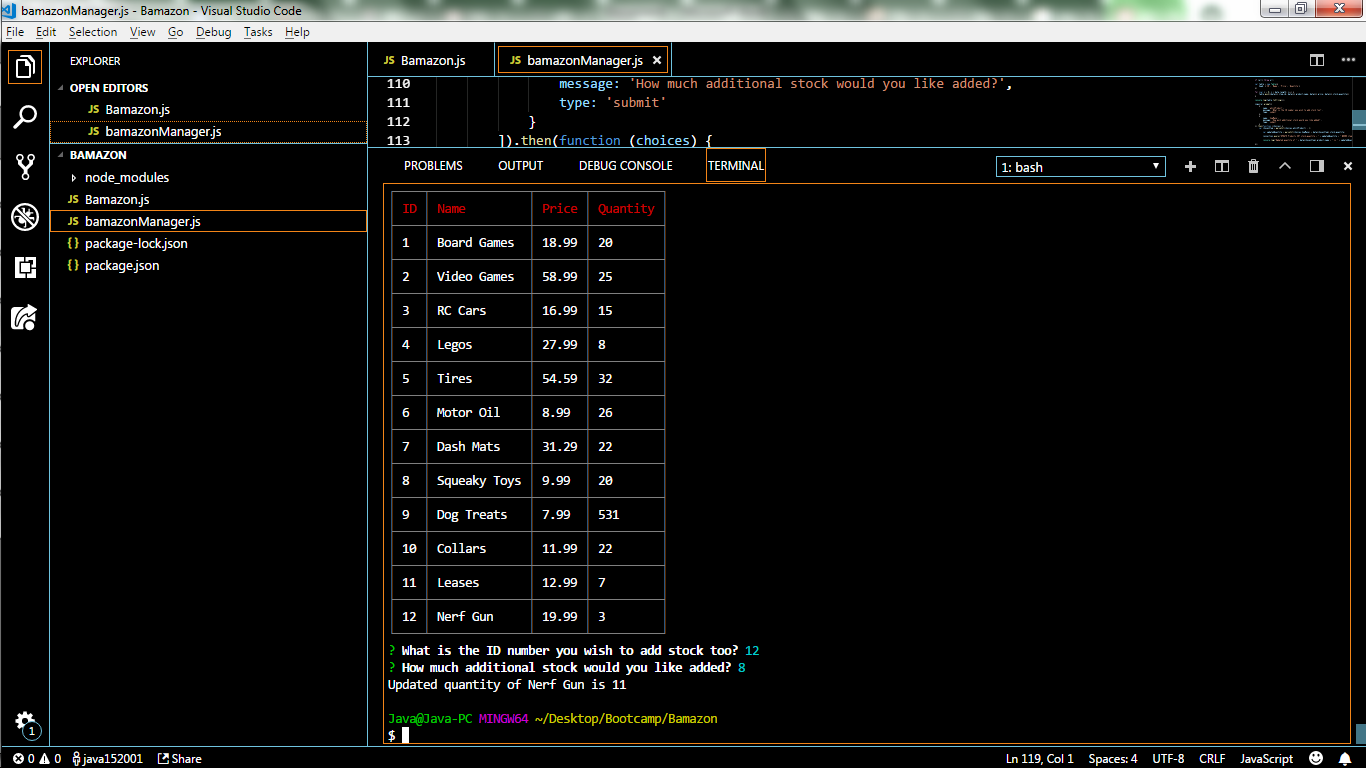 bamazonManager.js - Bamazon - Visual Studio Code
File Edit Selection View Go Debug Tasks Help
EXPLORER
OPEN EDITORS
JS Bamazon.js
JS bamazonManager.js
BAMAZON
node_modules
JS Bamazon.js
JS bamazonManager.js
{} package-lock.json
{} package.json
1
JS Bamazon.js JS bamazonManager.js
110 message: 'How much additional stock would you like added?',
111 type: 'submit'
112 }
113 ]).then(function (choices) {
PROBLEMS OUTPUT DEBUG CONSOLE TERMINAL 1: bash
ID Name Price Quantity
1 Board Games 18.99 20
2 Video Games 58.99 25
3 RC Cars 16.99 15
4 Legos 27.99 8
5 Tires 54.59 32
6 Motor Oil 8.99 26
7 Dash Mats 31.29 22
8 Squeaky Toys 9.99 20
9 Dog Treats 7.99 531
10 Collars 11.99 22
11 Leases 12.99 7
12 Nerf Gun 19.99 3
? What is the ID number you wish to add stock too? 12
? How much additional stock would you like added? 8
Updated quantity of Nerf Gun is 11
Java@Java-PC MINGW64 ~/Desktop/Bootcamp/Bamazon
$
0 0 java152001 Share Ln 119, Col 1 Spaces: 4 UTF-8 CRLF JavaScript